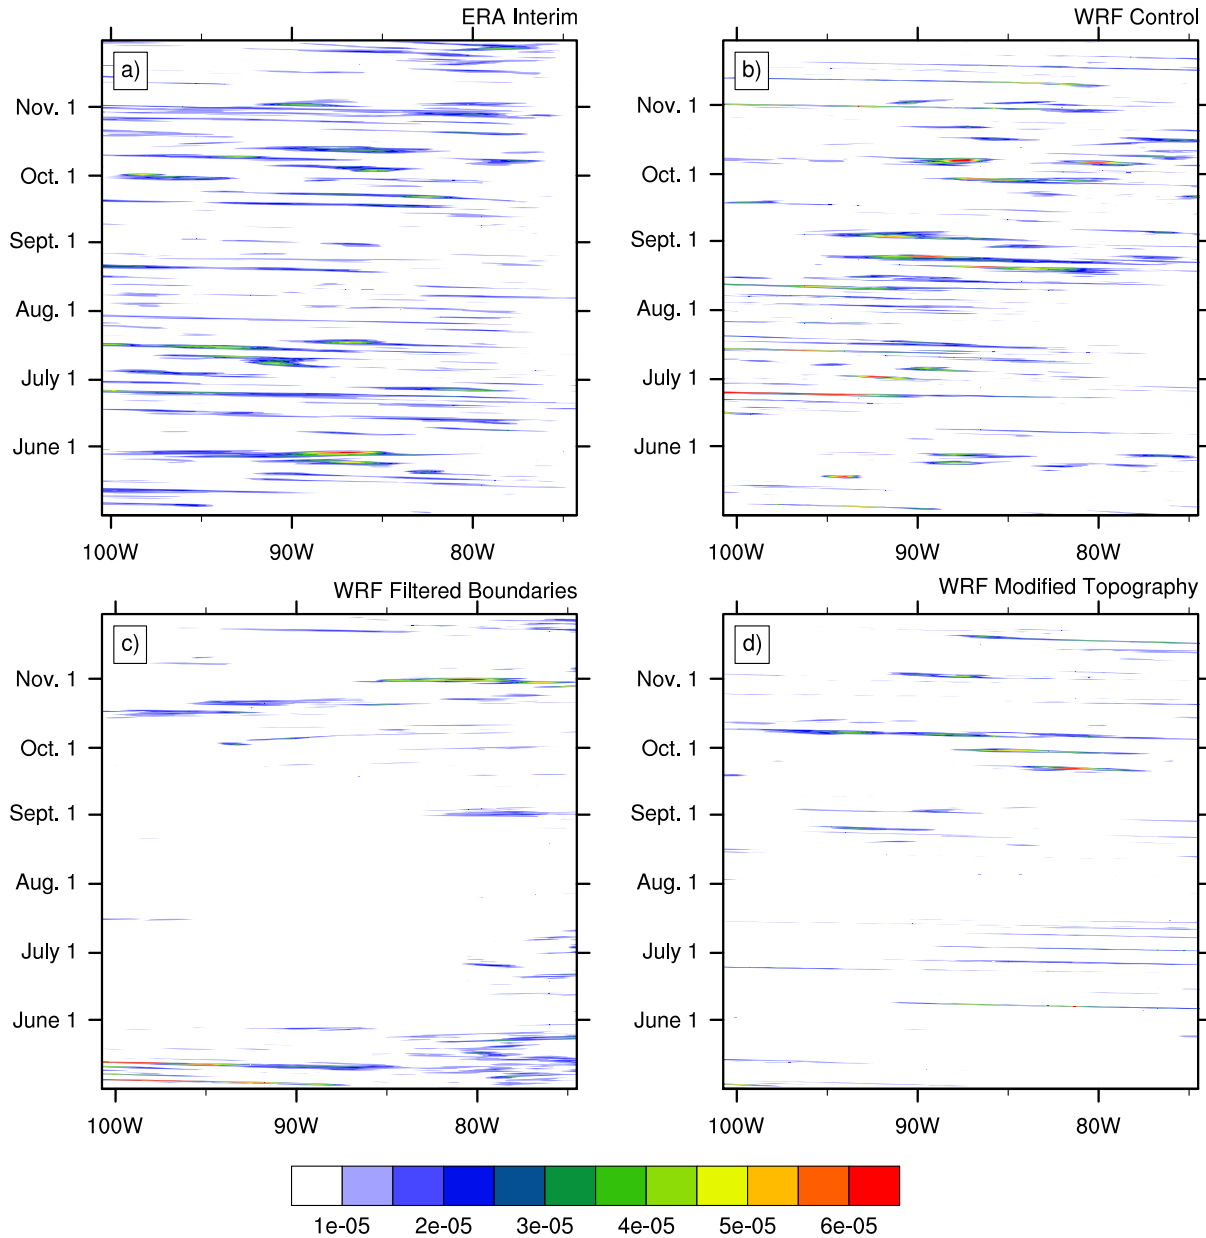 ERA Interim
WRF Control
a)
b)
Nov. 1
Oct. 1
Sept. 1
Aug. 1
July 1
June 1
100W 90W 80W
Nov. 1
Oct. 1
Sept. 1
Aug. 1
July 1
June 1
100W 90W 80W
WRF Filtered Boundaries
WRF Modified Topography
c)
d)
Nov. 1
Oct. 1
Sept. 1
Aug. 1
July 1
June 1
100W 90W 80W
Nov. 1
Oct. 1
Sept. 1
Aug. 1
July 1
June 1
100W 90W 80W
1e-05 2e-05 3e-05 4e-05 5e-05 6e-05